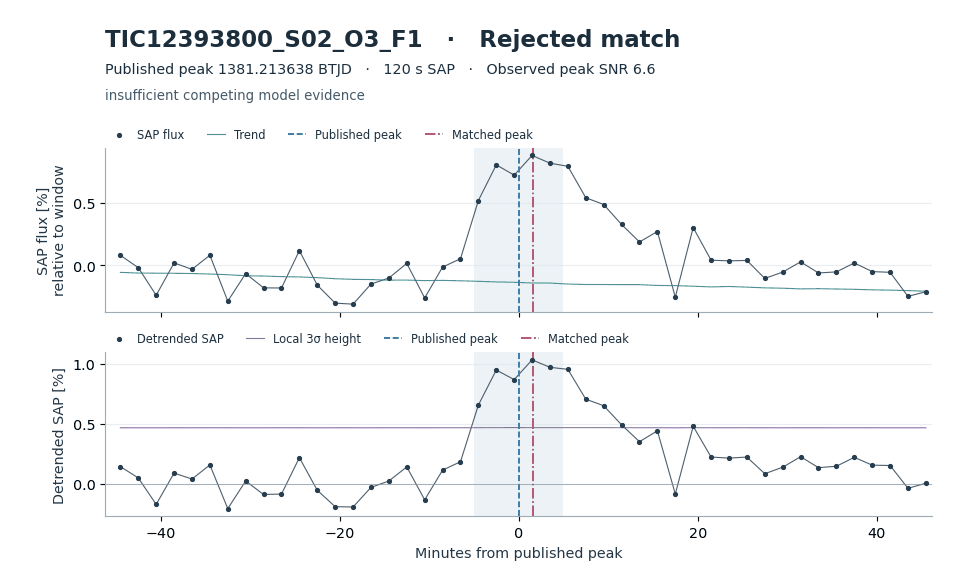 TIC12393800_S02_O3_F1 · Rejected match
Published peak 1381.213638 BTJD · 120 s SAP · Observed peak SNR 6.6
insufficient competing model evidence
SAP flux Trend Published peak Matched peak
SAP flux [%]
relative to window
0.5
0.0
Detrended SAP Local 3σ height Published peak Matched peak
Detrended SAP [%]
1.0
0.5
0.0
−40 −20 0 20 40
Minutes from published peak